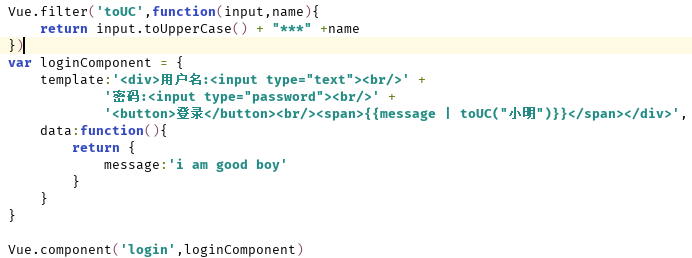 Vue.filter('toUC',function(input,name){
    return input.toUpperCase() + "***" +name
})
var loginComponent = {
    template:'<div>用户名:<input type="text"><br/>' +
            '密码:<input type="password"><br/>' +
            '<button>登录</button><br/><span>{{message | toUC("小明")}}</span></div>',
    data:function(){
        return {
            message:'i am good boy'
        }
    }
}
Vue.component('login',loginComponent)